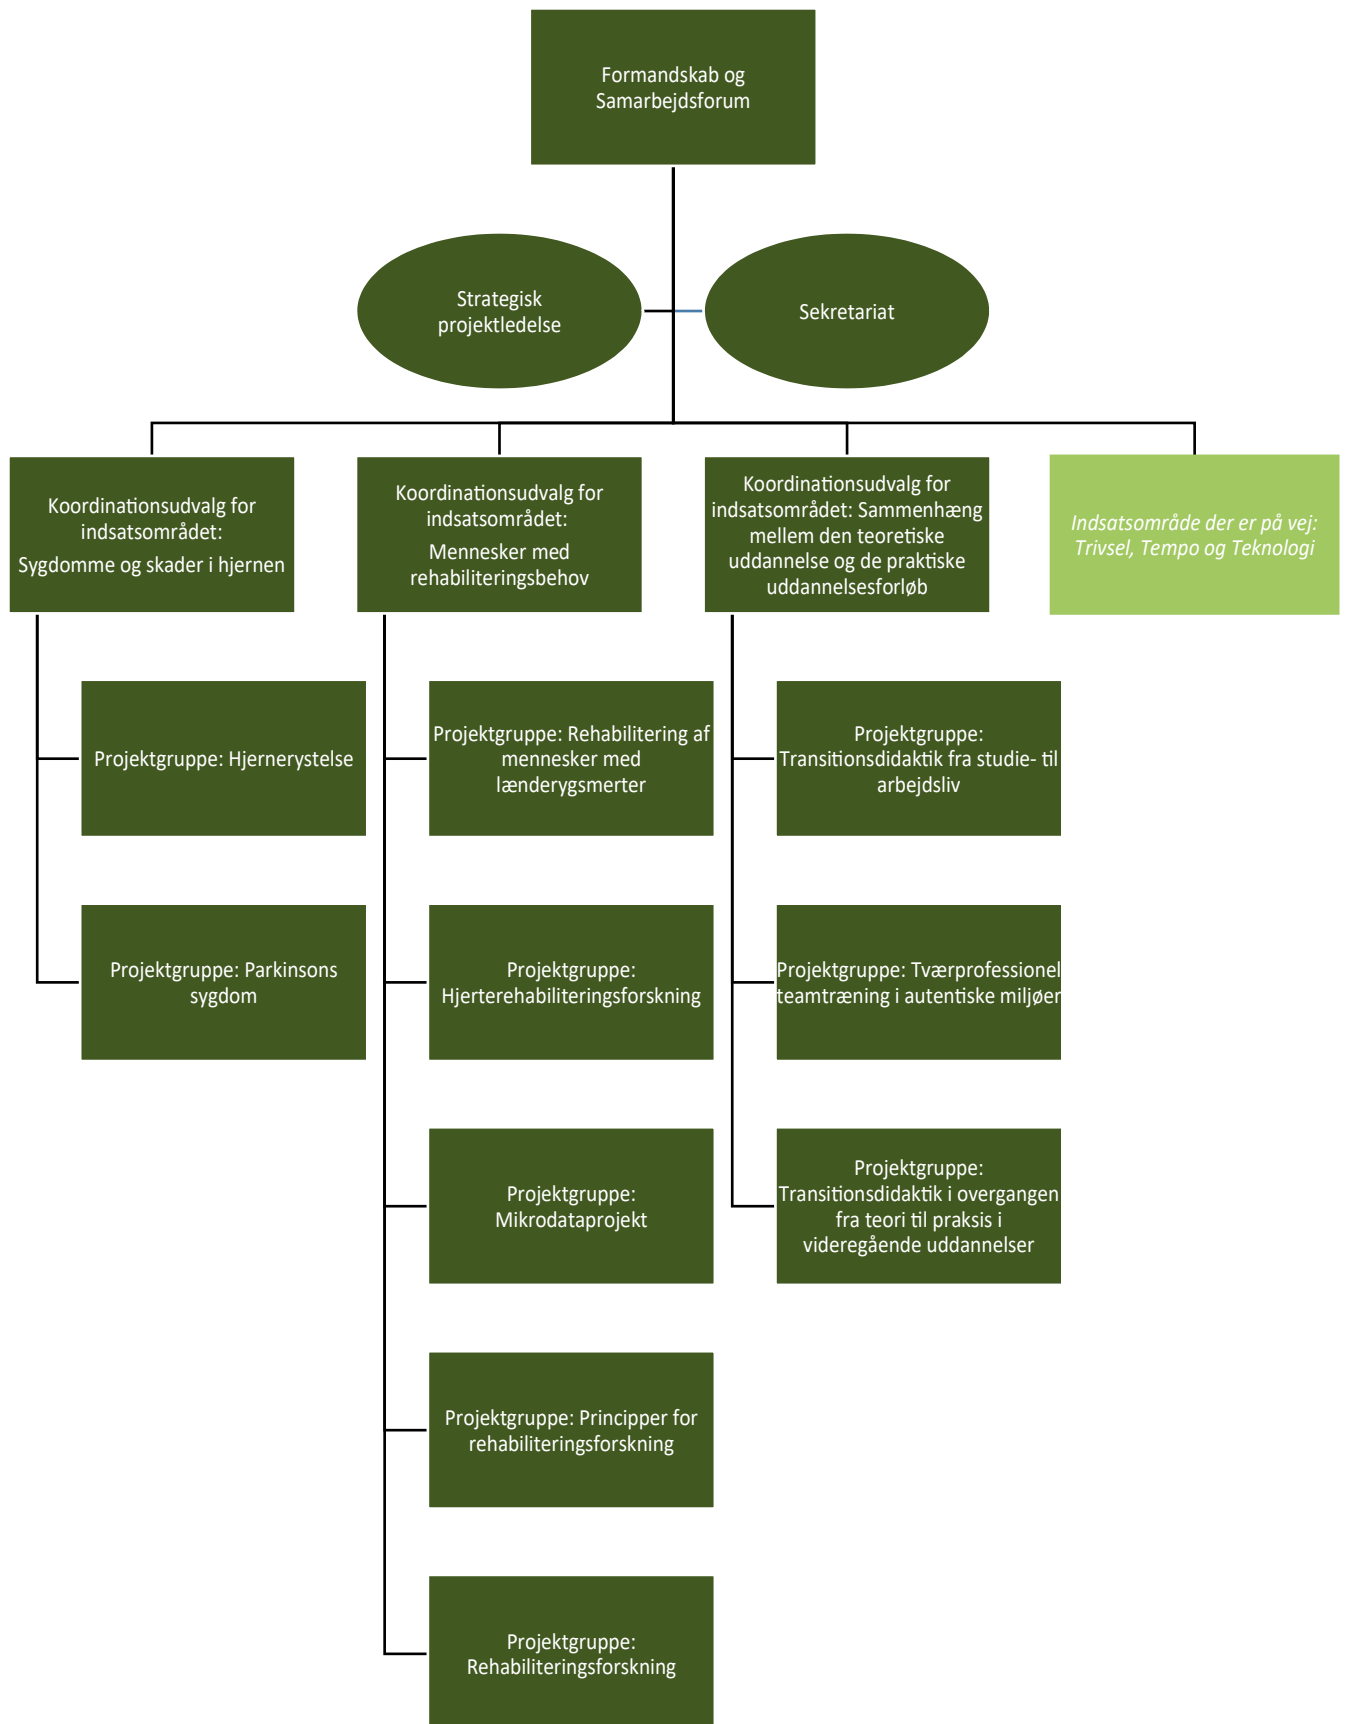 Formandskab og
Samarbejdsforum
Strategisk
projektledelse
Sekretariat
Koordinationsudvalg for
indsatsområdet:
Sygdomme og skader i hjernen
Koordinationsudvalg for
indsatsområdet:
Mennesker med
rehabiliteringsbehov
Koordinationsudvalg for
indsatsområdet: Sammenhæng
mellem den teoretiske
uddannelse og de praktiske
uddannelsesforløb
Indsatsområde der er på vej:
Trivsel, Tempo og Teknologi
Projektgruppe: Hjernerystelse
Projektgruppe: Parkinsons
sygdom
Projektgruppe: Rehabilitering af
mennesker med
lænderygsmerter
Projektgruppe:
Hjerterehabiliteringsforskning
Projektgruppe:
Mikrodataprojekt
Projektgruppe: Principper for
rehabiliteringsforskning
Projektgruppe:
Rehabiliteringsforskning
Projektgruppe:
Transitionsdidaktik fra studie- til
arbejdsliv
Projektgruppe: Tværprofessionel
teamtræning i autentiske miljøer
Projektgruppe:
Transitionsdidaktik i overgangen
fra teori til praksis i
videregående uddannelser